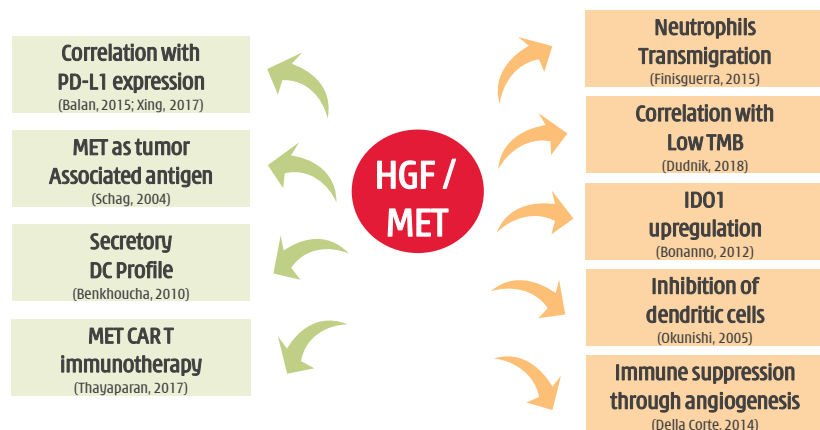 Correlation with
PD-L1 expression
(Balan, 2015; Xing, 2017)
MET as tumor
Associated antigen
(Schag, 2004)
Secretory
DC Profile
(Benkhoucha, 2010)
MET CAR T
immunotherapy
(Thayaparan, 2017)
HGF /
MET
Neutrophils
Transmigration
(Finisguerra, 2015)
Correlation with
Low TMB
(Dudnik, 2018)
IDO1
upregulation
(Bonanno, 2012)
Inhibition of
dendritic cells
(Okunishi, 2005)
Immune suppression
through angiogenesis
(Della Corte, 2014)